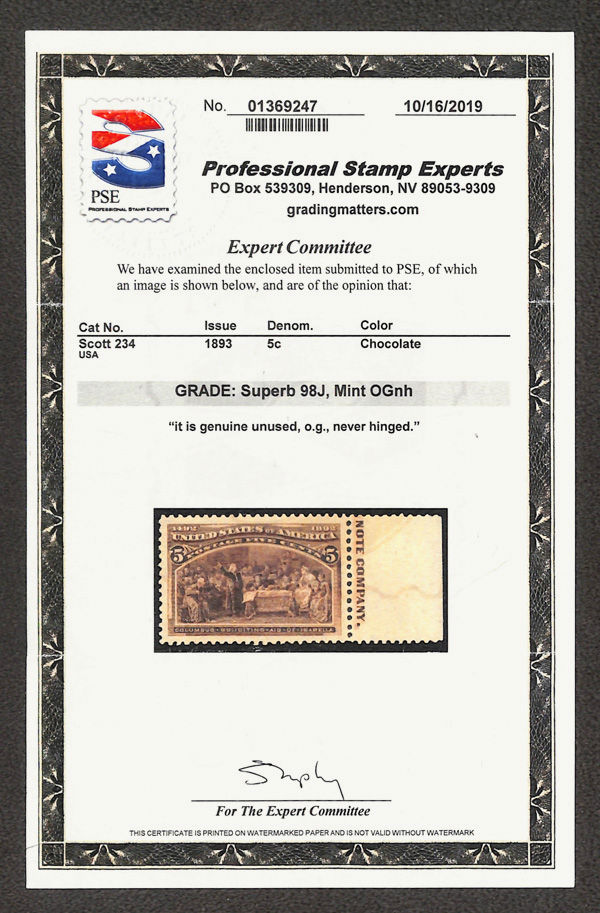 No. 01369247 10/16/2019
PSE
PROFESSIONAL STAMP EXPERTS
Professional Stamp Experts
PO Box 539309, Henderson, NV 89053-9309
gradingmatters.com
Expert Committee
We have examined the enclosed item submitted to PSE, of which
an image is shown below, and are of the opinion that:
Cat No. Issue Denom. Color
Scott 234 1893 5c Chocolate
USA
GRADE: Superb 98J, Mint OGnh
“it is genuine unused, o.g., never hinged.”
1492 1892
UNITED STATES OF AMERICA
5 POSTAGE FIVE CENTS 5
COLUMBUS SOLICITING AID OF ISABELLA
NOTE COMPANY.
For The Expert Committee
THIS CERTIFICATE IS PRINTED ON WATERMARKED PAPER AND IS NOT VALID WITHOUT WATERMARK